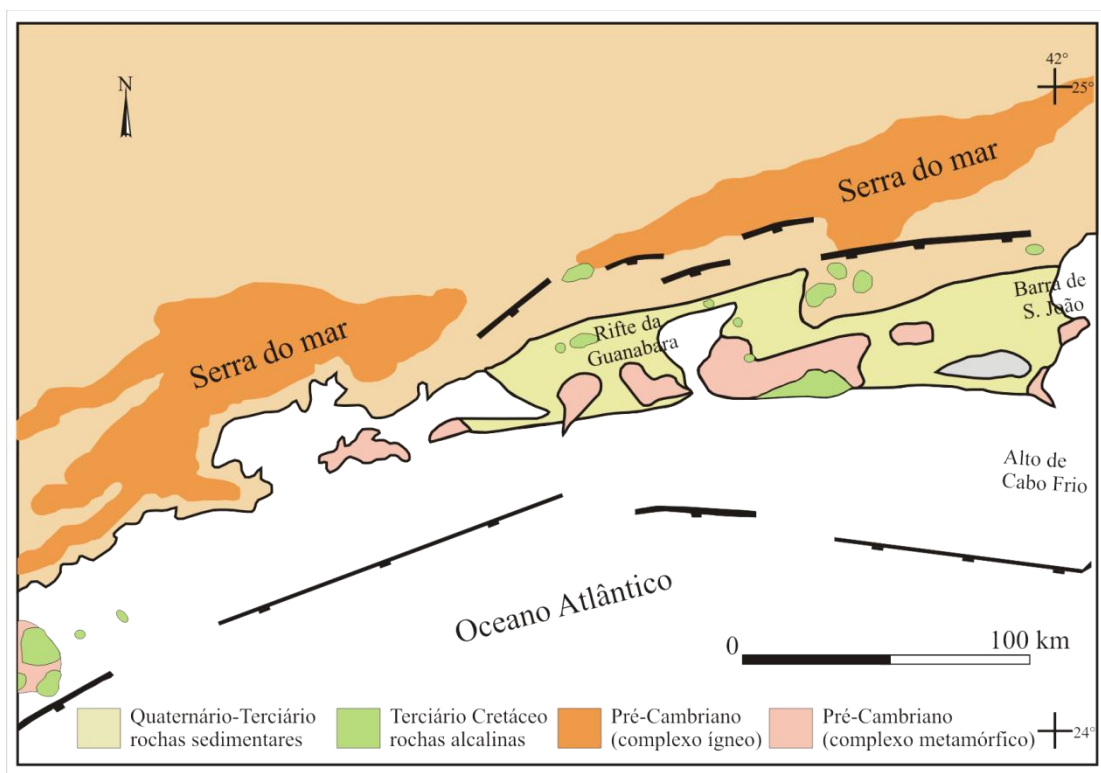 N
42°
25°
Serra do mar
Serra do mar
Barra de
S. João
Rifte da
Guanabara
Alto de
Cabo Frio
Oceano Atlântico
0
100 km
Quaternário-Terciário
rochas sedimentares
Terciário Cretáceo
rochas alcalinas
Pré-Cambriano
(complexo ígneo)
Pré-Cambriano
(complexo metamórfico)
24°